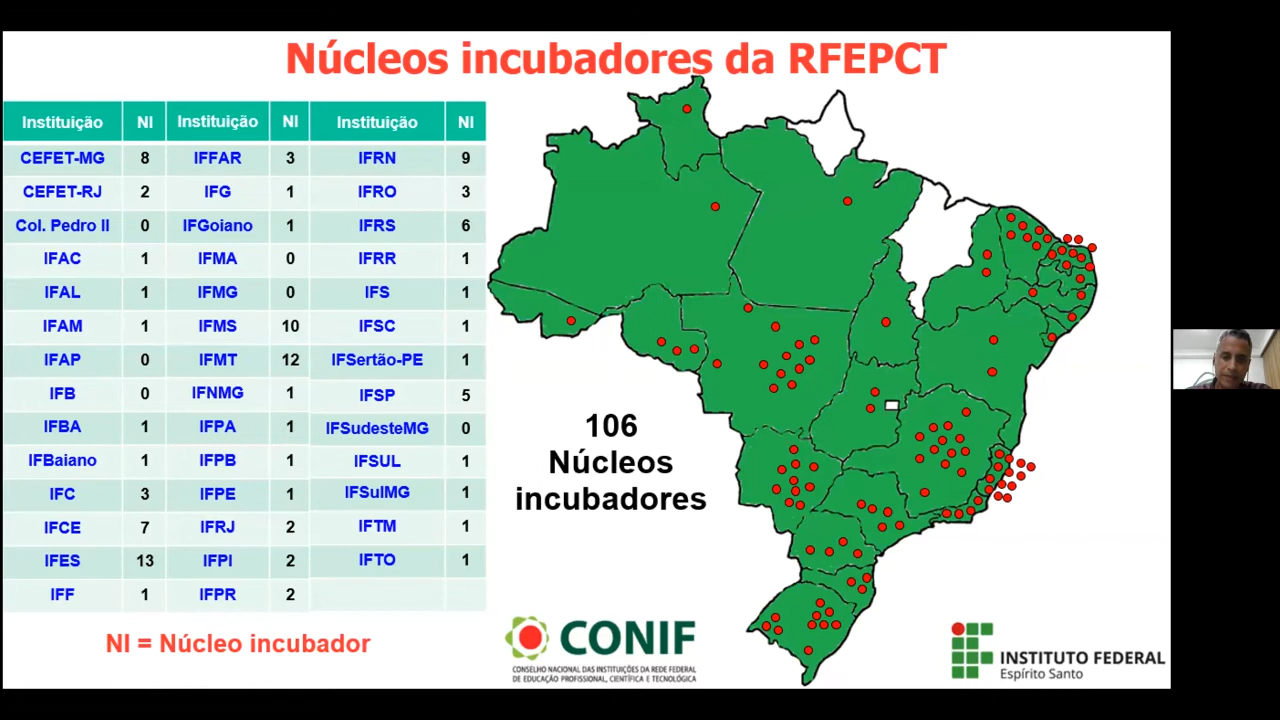 Núcleos incubadores da RFEPCT
Instituição NI Instituição NI Instituição NI
CEFET-MG 8 IFFAR 3 IFRN 9
CEFET-RJ 2 IFG 1 IFRO 3
Col. Pedro II 0 IFGoiano 1 IFRS 6
IFAC 1 IFMA 0 IFRR 1
IFAL 1 IFMG 0 IFS 1
IFAM 1 IFMS 10 IFSC 1
IFAP 0 IFMT 12 IFSertão-PE 1
IFB 0 IFNMG 1 IFSP 5
IFBA 1 IFPA 1 IFSudesteMG 0
IFBaiano 1 IFPB 1 IFSUL 1
IFC 3 IFPE 1 IFSulMG 1
IFCE 7 IFRJ 2 IFTM 1
IFES 13 IFPI 2 IFTO 1
IFF 1 IFPR 2
NI = Núcleo incubador
106
Núcleos
incubadores
CONIF
CONSELHO NACIONAL DAS INSTITUIÇÕES DA REDE FEDERAL
DE EDUCAÇÃO PROFISSIONAL, CIENTÍFICA E TECNOLÓGICA
INSTITUTO FEDERAL
Espírito Santo